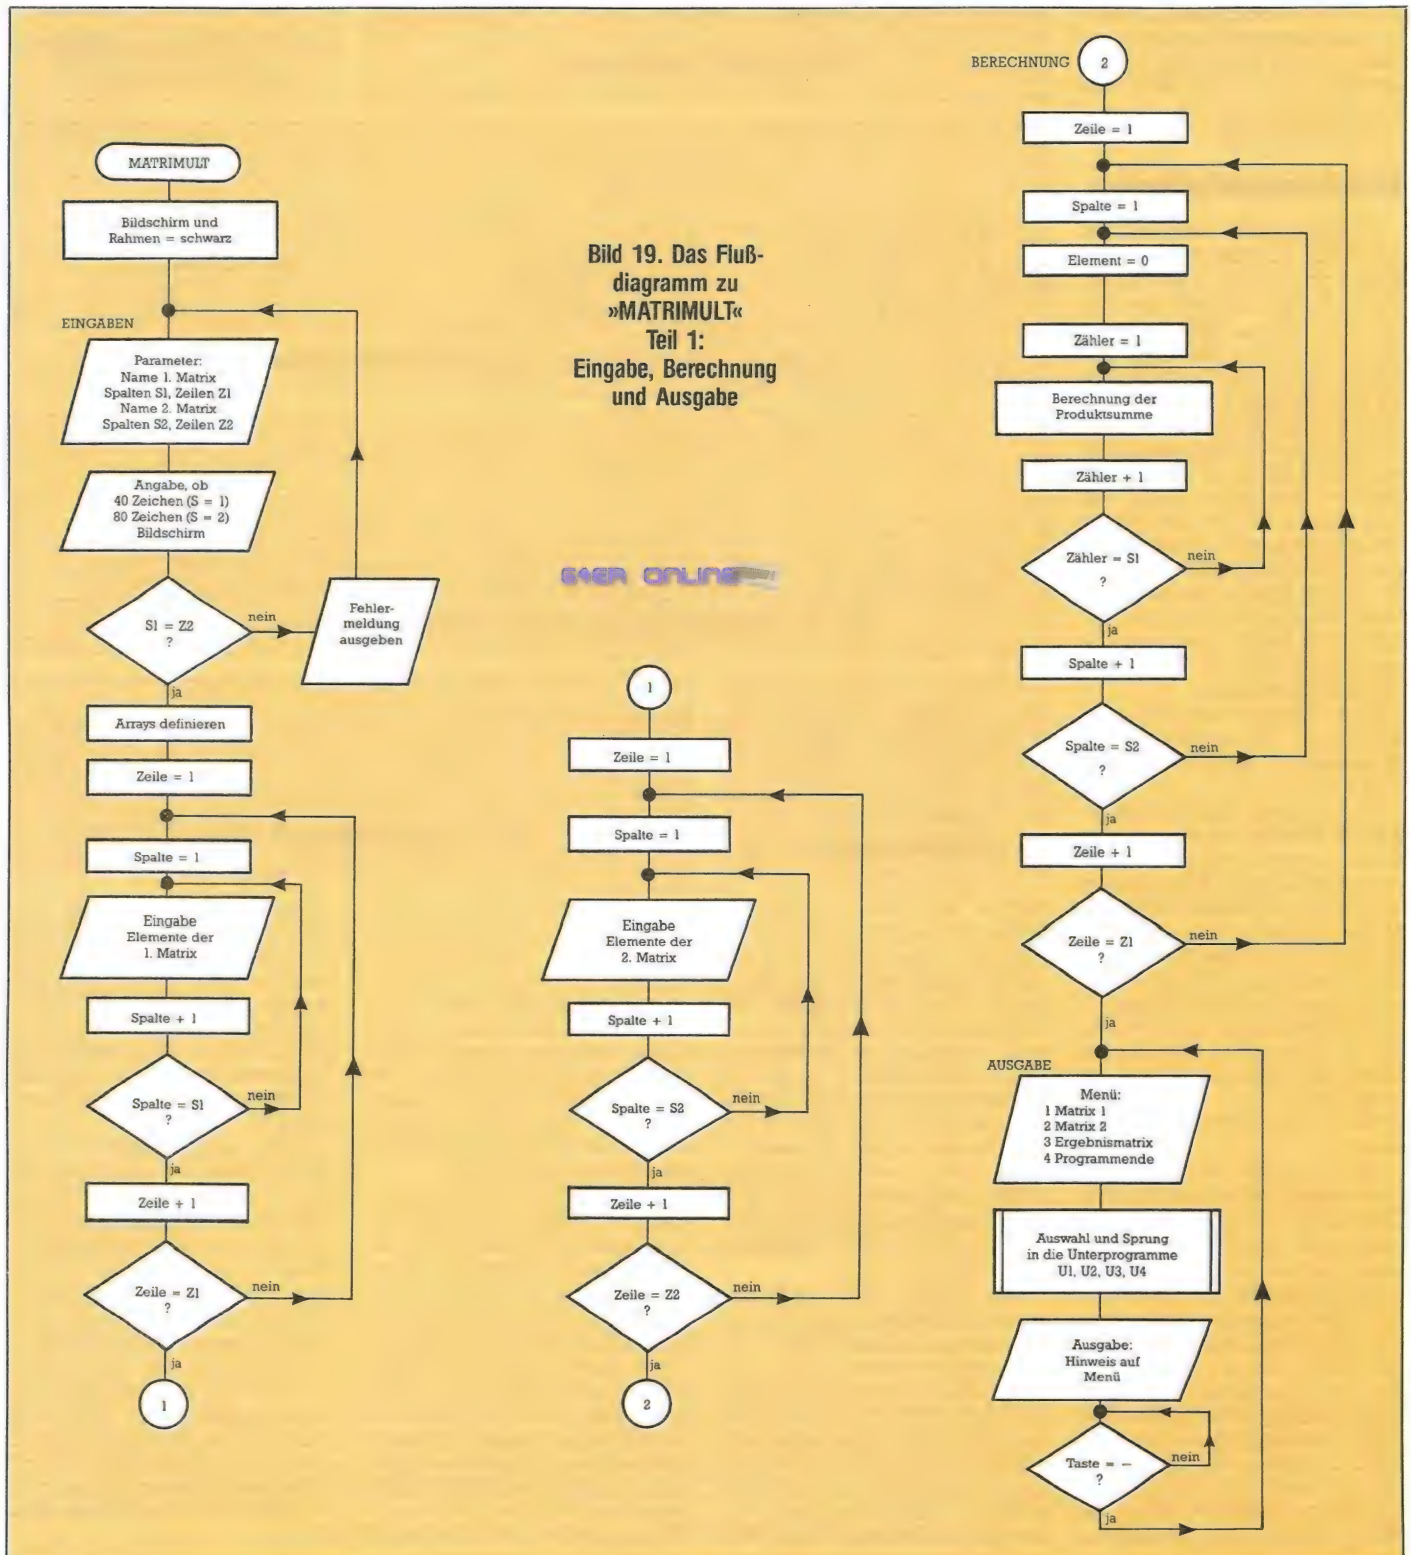 MATRIMULT
Bildschirm und
Rahmen = schwarz
EINGABEN
Parameter:
Name 1. Matrix
Spalten S1, Zeilen Z1
Name 2. Matrix
Spalten S2, Zeilen Z2
Angabe, ob
40 Zeichen (S = 1)
80 Zeichen (S = 2)
Bildschirm
S1 = Z2
?
nein
Fehler-
meldung
ausgeben
ja
Arrays definieren
Zeile = 1
Spalte = 1
Eingabe
Elemente der
1. Matrix
Spalte + 1
Spalte = S1
?
nein
ja
Zeile + 1
Zeile = Z1
?
nein
ja
1
Bild 19. Das Fluß-
diagramm zu
»MATRIMULT«
Teil 1:
Eingabe, Berechnung
und Ausgabe
64ER ONLINE
1
Zeile = 1
Spalte = 1
Eingabe
Elemente der
2. Matrix
Spalte + 1
Spalte = S2
?
nein
ja
Zeile + 1
Zeile = Z2
?
nein
ja
2
BERECHNUNG
2
Zeile = 1
Spalte = 1
Element = 0
Zähler = 1
Berechnung der
Produktsumme
Zähler + 1
Zähler = S1
?
nein
ja
Spalte + 1
Spalte = S2
?
nein
ja
Zeile + 1
Zeile = Z1
?
nein
ja
AUSGABE
Menü:
1 Matrix 1
2 Matrix 2
3 Ergebnismatrix
4 Programmende
Auswahl und Sprung
in die Unterprogramme
U1, U2, U3, U4
Ausgabe:
Hinweis auf
Menü
Taste = –
?
nein
ja